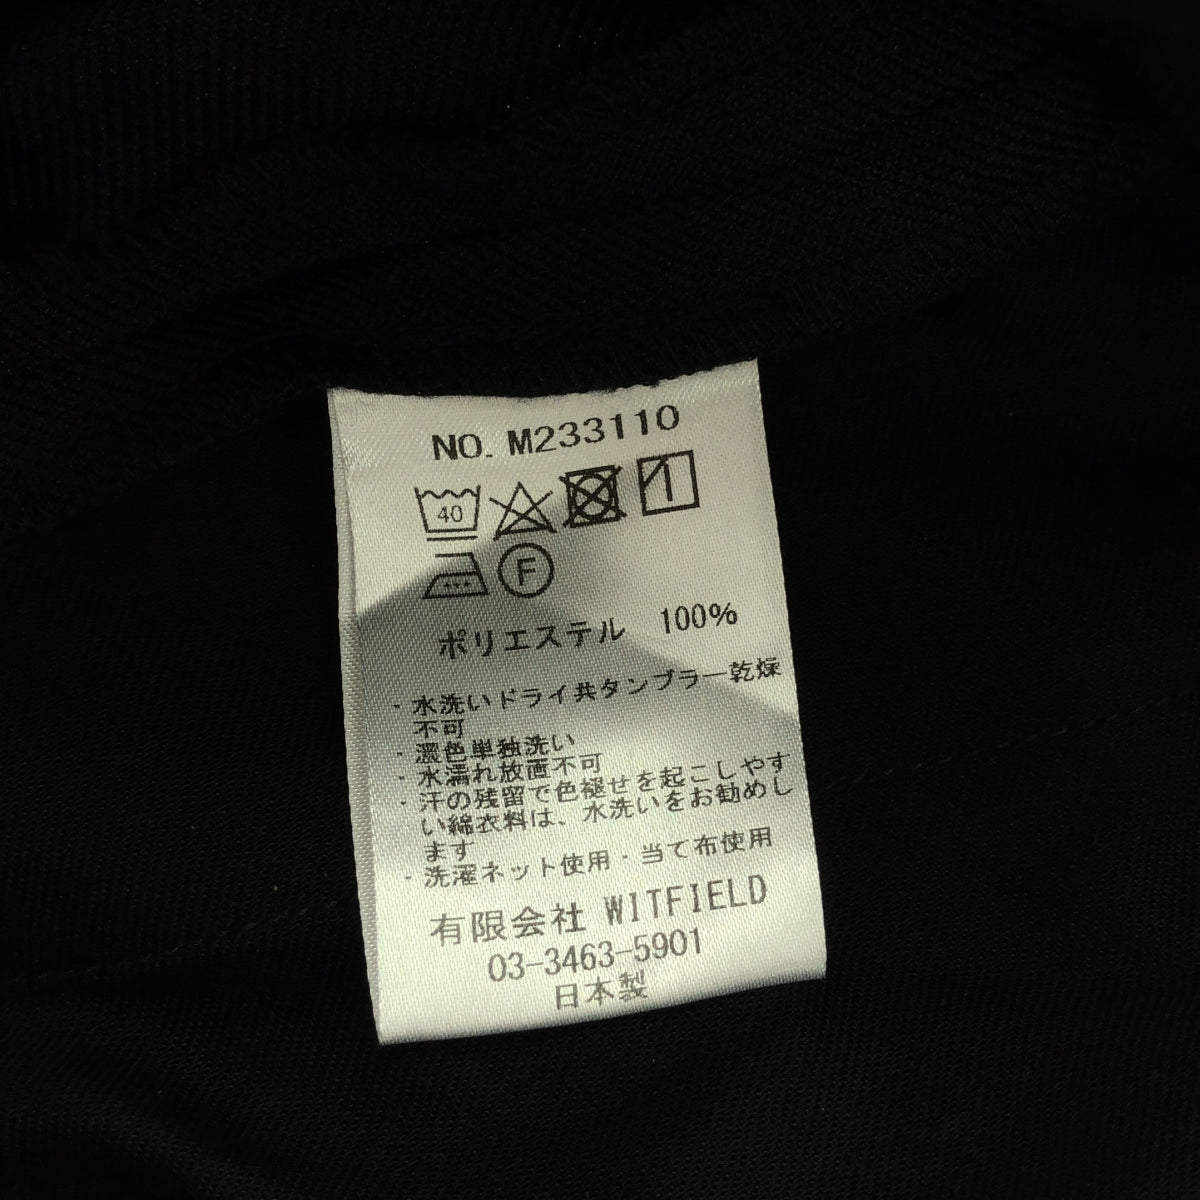 NO. M233110
40
F
ポリエステル 100%
・水洗いドライ共タンブラー乾燥
不可
・濃色単独洗い
・水濡れ放置不可
・汗の残留で色褪せを起こしやす
い綿衣料は、水洗いをお勧めし
ます
・洗濯ネット使用・当て布使用
有限会社 WITFIELD
03-3463-5901
日本製